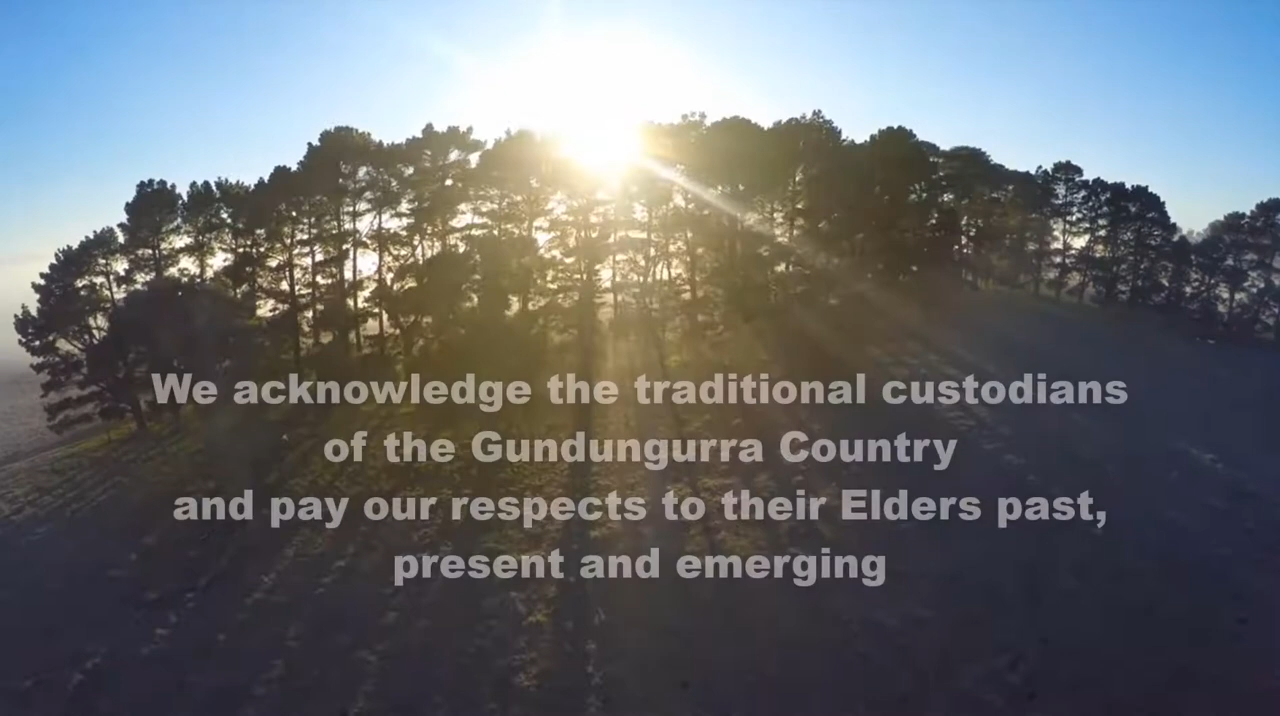 We acknowledge the traditional custodians
of the Gundungurra Country
and pay our respects to their Elders past,
present and emerging